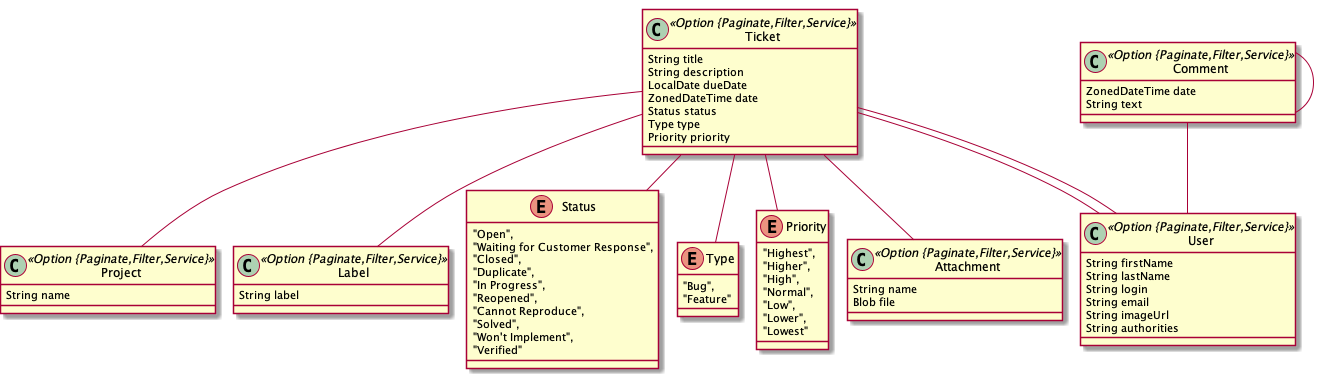 C «Option {Paginate,Filter,Service}»
Ticket
String title
String description
LocalDate dueDate
ZonedDateTime date
Status status
Type type
Priority priority
C «Option {Paginate,Filter,Service}»
Comment
ZonedDateTime date
String text
C «Option {Paginate,Filter,Service}»
Project
String name
C «Option {Paginate,Filter,Service}»
Label
String label
E Status
"Open",
"Waiting for Customer Response",
"Closed",
"Duplicate",
"In Progress",
"Reopened",
"Cannot Reproduce",
"Solved",
"Won't Implement",
"Verified"
E Type
"Bug",
"Feature"
E Priority
"Highest",
"Higher",
"High",
"Normal",
"Low",
"Lower",
"Lowest"
C «Option {Paginate,Filter,Service}»
Attachment
String name
Blob file
C «Option {Paginate,Filter,Service}»
User
String firstName
String lastName
String login
String email
String imageUrl
String authorities